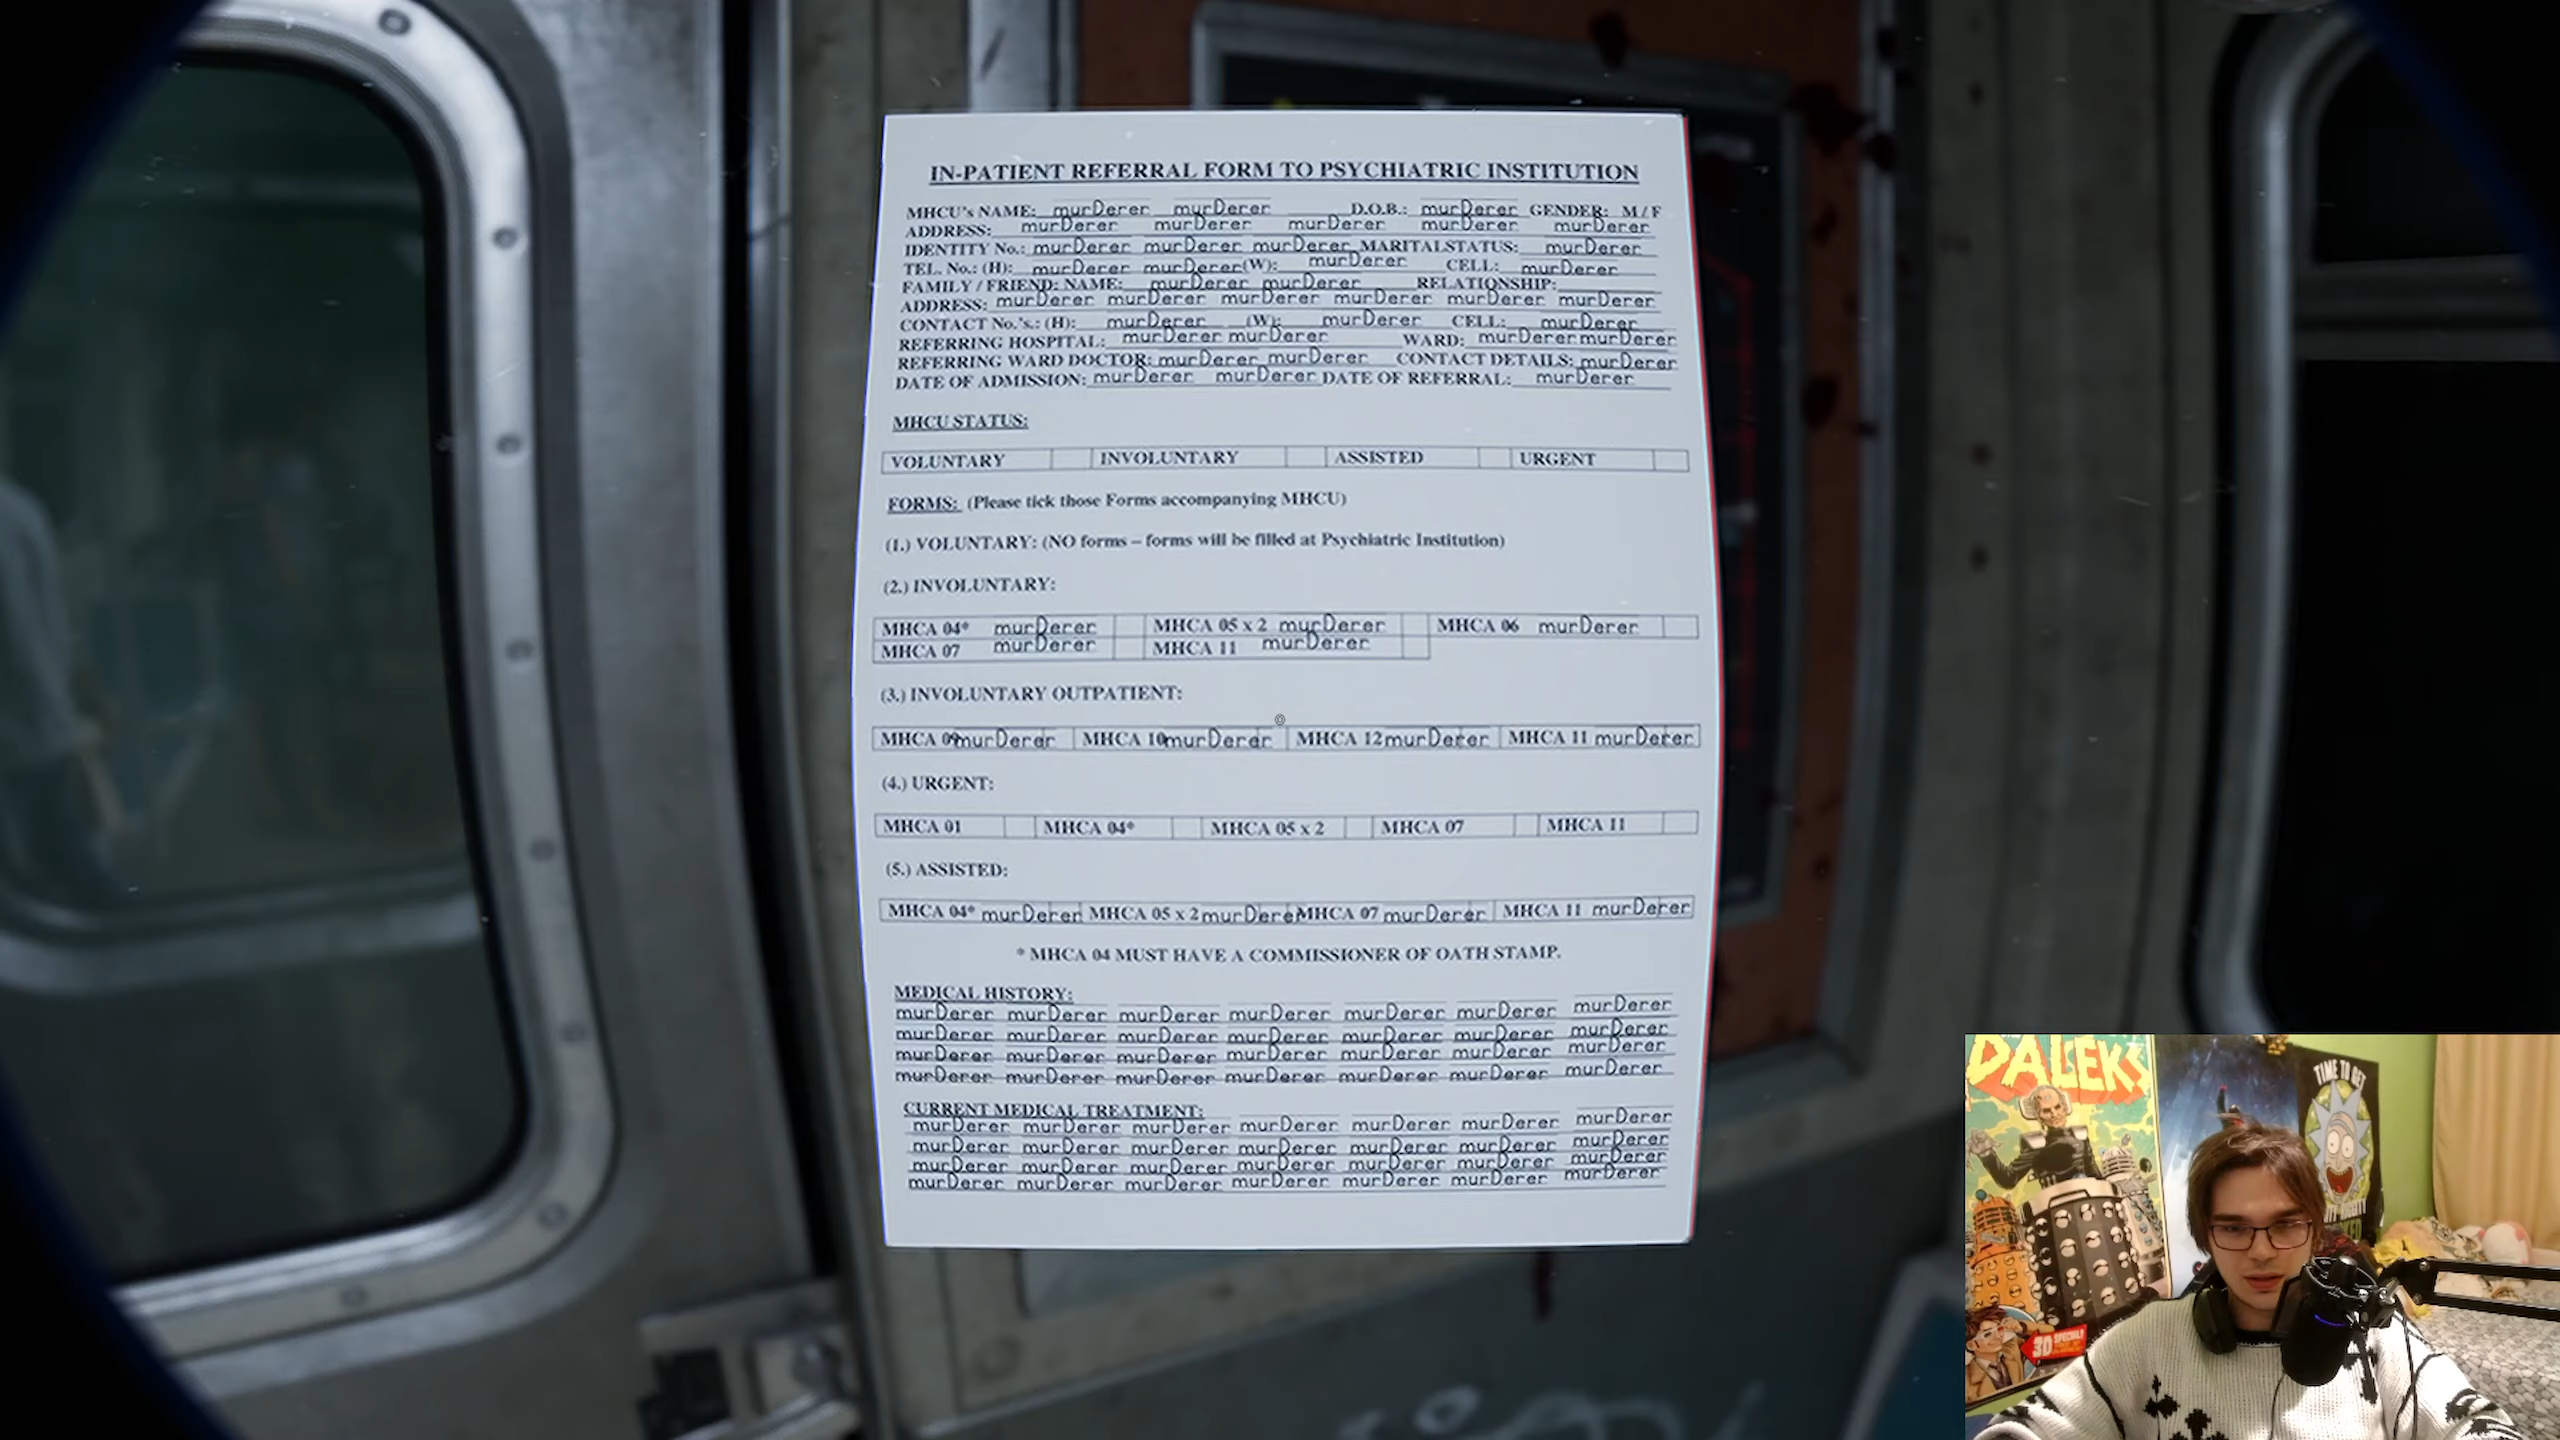 IN-PATIENT REFERRAL FORM TO PSYCHIATRIC INSTITUTION
MHCU's NAME: murDerer murDerer D.O.B.: murDerer GENDER: M / F
ADDRESS: murDerer murDerer murDerer murDerer murDerer
IDENTITY No.: murDerer murDerer murDerer MARITALSTATUS: murDerer
TEL. No.: (H): murDerer murDerer (W): murDerer CELL: murDerer
FAMILY / FRIEND: NAME: murDerer murDerer RELATIONSHIP:
ADDRESS: murDerer murDerer murDerer murDerer murDerer murDerer
CONTACT No.'s.: (H): murDerer (W): murDerer CELL: murDerer
REFERRING HOSPITAL: murDerer murDerer WARD: murDerer murDerer
REFERRING WARD DOCTOR: murDerer murDerer CONTACT DETAILS: murDerer
DATE OF ADMISSION: murDerer murDerer DATE OF REFERRAL: murDerer
MHCU STATUS:
VOLUNTARY INVOLUNTARY ASSISTED URGENT
FORMS: (Please tick those Forms accompanying MHCU)
(1.) VOLUNTARY: (NO forms – forms will be filled at Psychiatric Institution)
(2.) INVOLUNTARY:
MHCA 04* murDerer MHCA 05 x 2 murDerer MHCA 06 murDerer
MHCA 07 murDerer MHCA 11 murDerer
(3.) INVOLUNTARY OUTPATIENT:
MHCA 09 murDerer MHCA 10 murDerer MHCA 12 murDerer MHCA 11 murDerer
(4.) URGENT:
MHCA 01 MHCA 04* MHCA 05 x 2 MHCA 07 MHCA 11
(5.) ASSISTED:
MHCA 04* murDerer MHCA 05 x 2 murDerer MHCA 07 murDerer MHCA 11 murDerer
* MHCA 04 MUST HAVE A COMMISSIONER OF OATH STAMP.
MEDICAL HISTORY:
murDerer murDerer murDerer murDerer murDerer murDerer murDerer
murDerer murDerer murDerer murDerer murDerer murDerer murDerer
murDerer murDerer murDerer murDerer murDerer murDerer murDerer
murDerer murDerer murDerer murDerer murDerer murDerer murDerer
CURRENT MEDICAL TREATMENT:
murDerer murDerer murDerer murDerer murDerer murDerer murDerer
murDerer murDerer murDerer murDerer murDerer murDerer murDerer
murDerer murDerer murDerer murDerer murDerer murDerer murDerer
murDerer murDerer murDerer murDerer murDerer murDerer murDerer
DALEKS
TIME TO GET
3D